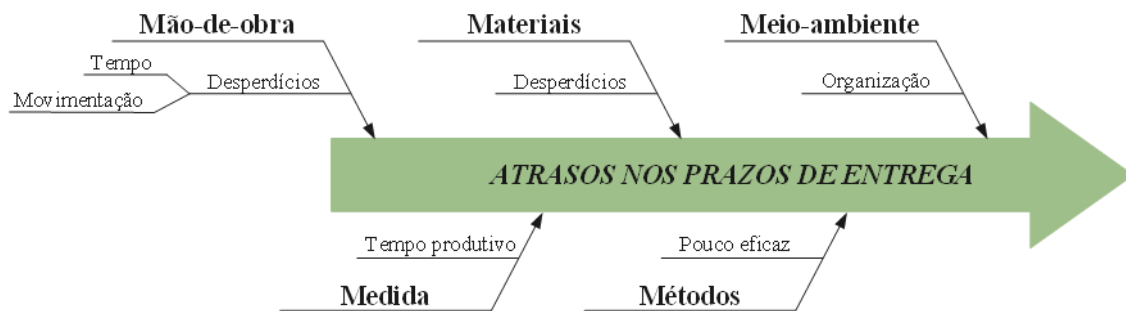 Mão-de-obra
Materiais
Meio-ambiente
Tempo
Movimentação
Desperdícios
Desperdícios
Organização
ATRASOS NOS PRAZOS DE ENTREGA
Tempo produtivo
Pouco eficaz
Medida
Métodos